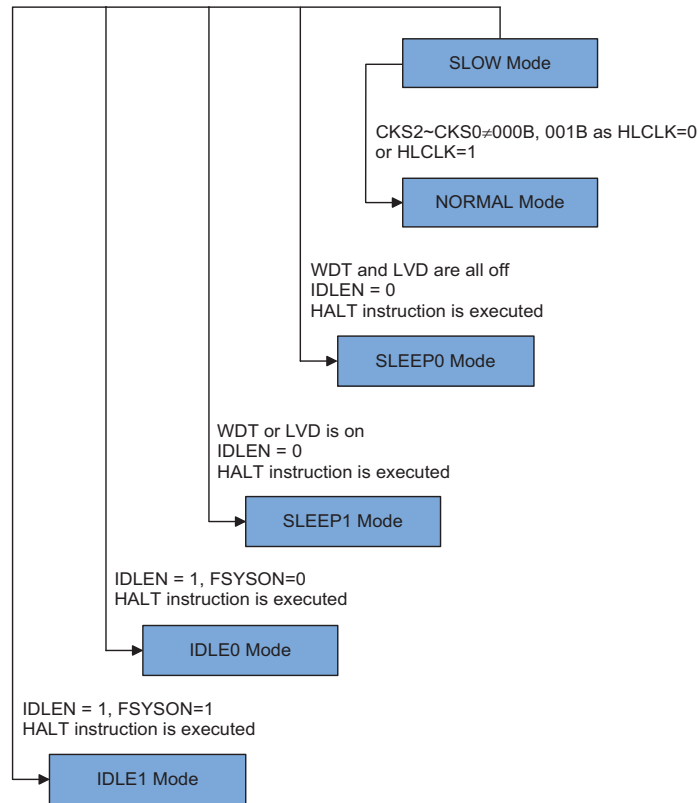 SLOW Mode
CKS2~CKS0≠000B, 001B as HLCLK=0
or HLCLK=1
NORMAL Mode
WDT and LVD are all off
IDLEN = 0
HALT instruction is executed
SLEEP0 Mode
WDT or LVD is on
IDLEN = 0
HALT instruction is executed
SLEEP1 Mode
IDLEN = 1, FSYSON=0
HALT instruction is executed
IDLE0 Mode
IDLEN = 1, FSYSON=1
HALT instruction is executed
IDLE1 Mode